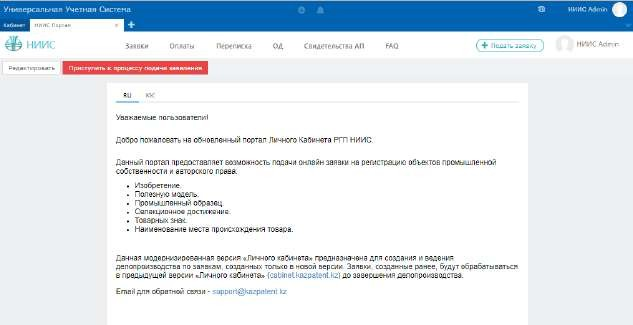 Универсальная Учетная Система
НИИС Admin
Кабинет
НИИС Портал
НИИС
Заявки
Оплаты
Переписка
ОД
Свидетельства АП
FAQ
Подать заявку
НИИС Admin
Редактировать
Приступить к процессу подачи заявления
RU
KK
Уважаемые пользователи!
Добро пожаловать на обновленный портал Личного Кабинета РГП НИИС.
Данный портал предоставляет возможность подачи онлайн заявки на регистрацию объектов промышленной
собственности и авторского права:
• Изобретение.
• Полезную модель.
• Промышленный образец.
• Селекционное достижение.
• Товарных знак.
• Наименование места происхождения товара.
Данная модернизированная версия «Личного кабинета» предназначена для создания и ведения
делопроизводства по заявкам, созданных только в новой версии. Заявки, созданные ранее, будут обрабатываться
в предыдущей версии «Личного кабинета» (cabinet.kazpatent.kz) до завершения делопроизводства.
Email для обратной связи - support@kazpatent.kz